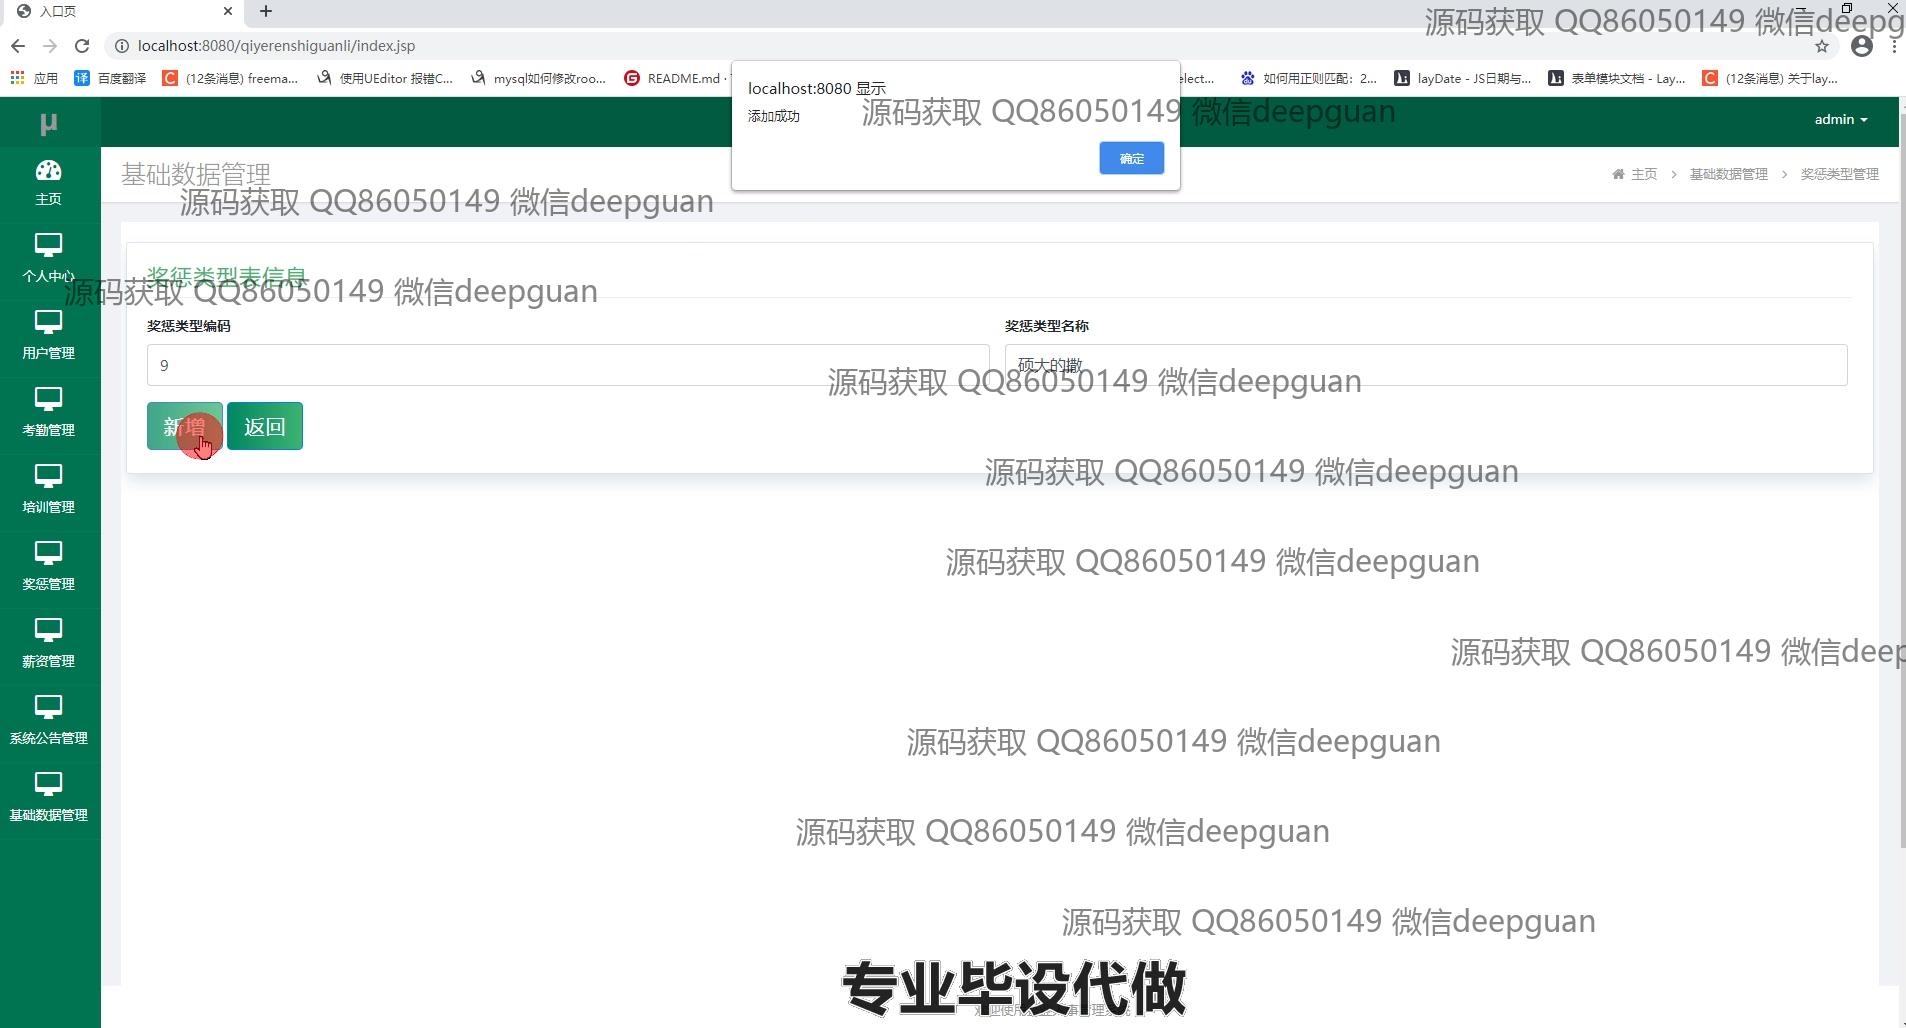 入口页
源码获取 QQ86050149 微信deepg
localhost:8080/qiyerenshiguanli/index.jsp
应用 百度翻译 (12条消息) freema... 使用UEditor 报错C... mysql如何修改roo... README.md · elect... 如何用正则匹配：2... layDate - JS日期与... 表单模块文档 - Lay... (12条消息) 关于lay...
localhost:8080 显示
添加成功
源码获取 QQ86050149 微信deepguan
确定
μ
admin
基础数据管理
主页 > 基础数据管理 > 奖惩类型管理
源码获取 QQ86050149 微信deepguan
主页
个人中心
用户管理
考勤管理
培训管理
奖惩管理
薪资管理
系统公告管理
基础数据管理
奖惩类型表信息
源码获取 QQ86050149 微信deepguan
奖惩类型编码 奖惩类型名称
9 硕大的撒
源码获取 QQ86050149 微信deepguan
新增 返回
源码获取 QQ86050149 微信deepguan
源码获取 QQ86050149 微信deepguan
源码获取 QQ86050149 微信deep
源码获取 QQ86050149 微信deepguan
源码获取 QQ86050149 微信deepguan
源码获取 QQ86050149 微信deepguan
专业毕设代做